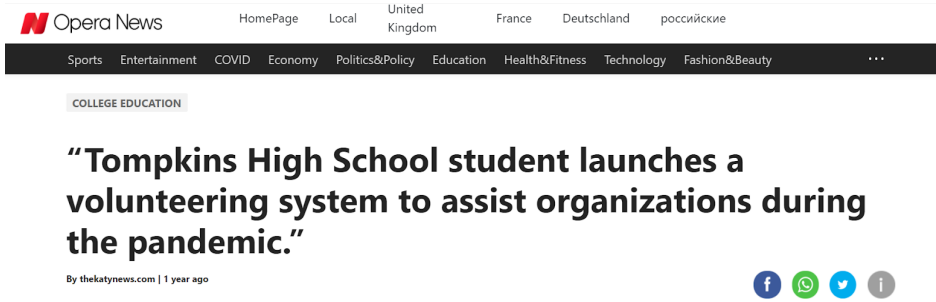 Opera News
HomePage Local United Kingdom France Deutschland российские
Sports Entertainment COVID Economy Politics&Policy Education Health&Fitness Technology Fashion&Beauty ...
COLLEGE EDUCATION
“Tompkins High School student launches a
volunteering system to assist organizations during
the pandemic.”
By thekatynews.com | 1 year ago